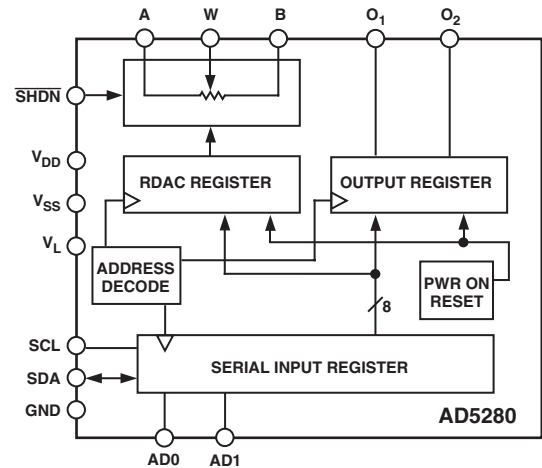 A W B O1 O2
SHDN
VDD
RDAC REGISTER
OUTPUT REGISTER
VSS
VL
ADDRESS
DECODE
PWR ON
RESET
8
SCL
SERIAL INPUT REGISTER
SDA
GND
AD5280
AD0 AD1